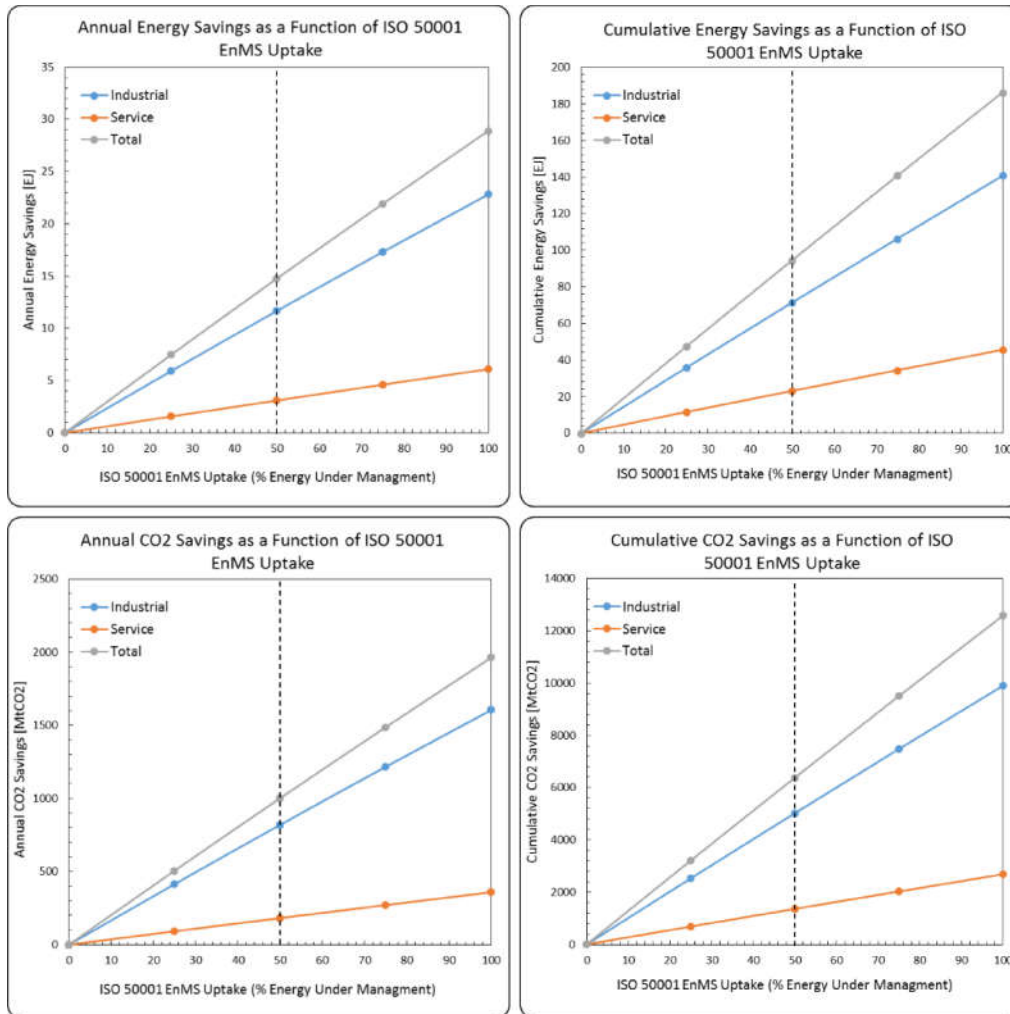 Annual Energy Savings as a Function of ISO 50001
EnMS Uptake
35
30
25
20
15
10
5
0
Annual Energy Savings [EJ]
Industrial
Service
Total
0 10 20 30 40 50 60 70 80 90 100
ISO 50001 EnMS Uptake (% Energy Under Managment)
Cumulative Energy Savings as a Function of ISO
50001 EnMS Uptake
200
180
160
140
120
100
80
60
40
20
0
Cumulative Energy Savings [EJ]
Industrial
Service
Total
0 10 20 30 40 50 60 70 80 90 100
ISO 50001 EnMS Uptake (% Energy Under Managment)
Annual CO2 Savings as a Function of ISO 50001
EnMS Uptake
2500
2000
1500
1000
500
0
Annual CO2 Savings [MtCO2]
Industrial
Service
Total
0 10 20 30 40 50 60 70 80 90 100
ISO 50001 EnMS Uptake (% Energy Under Managment)
Cumulative CO2 Savings as a Function of ISO
50001 EnMS Uptake
14000
12000
10000
8000
6000
4000
2000
0
Cumulative CO2 Savings [MtCO2]
Industrial
Service
Total
0 10 20 30 40 50 60 70 80 90 100
ISO 50001 EnMS Uptake (% Energy Under Managment)